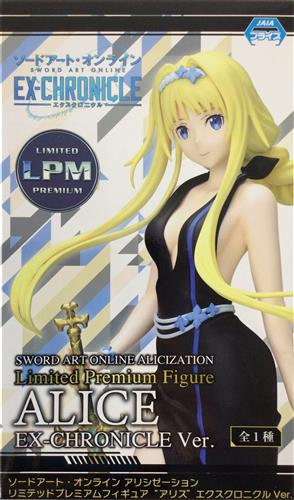 JAIA
プライズ
ソードアート・オンライン
SWORD ART ONLINE
EX-CHRONICLE
エクスクロニクル
LIMITED
LPM
PREMIUM
SWORD ART ONLINE ALICIZATION
Limited Premium Figure
ALICE
EX-CHRONICLE Ver.
全1種
ソードアート・オンライン アリシゼーション
リミテッドプレミアムフィギュア “アリス” エクスクロニクル Ver